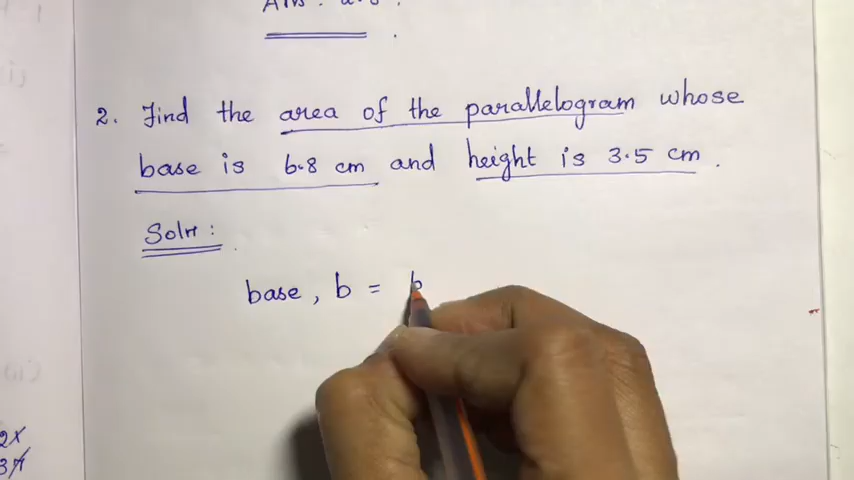 2. Find the area of the parallelogram whose
base is 6.8 cm and height is 3.5 cm.
Soln:
base, b = 6